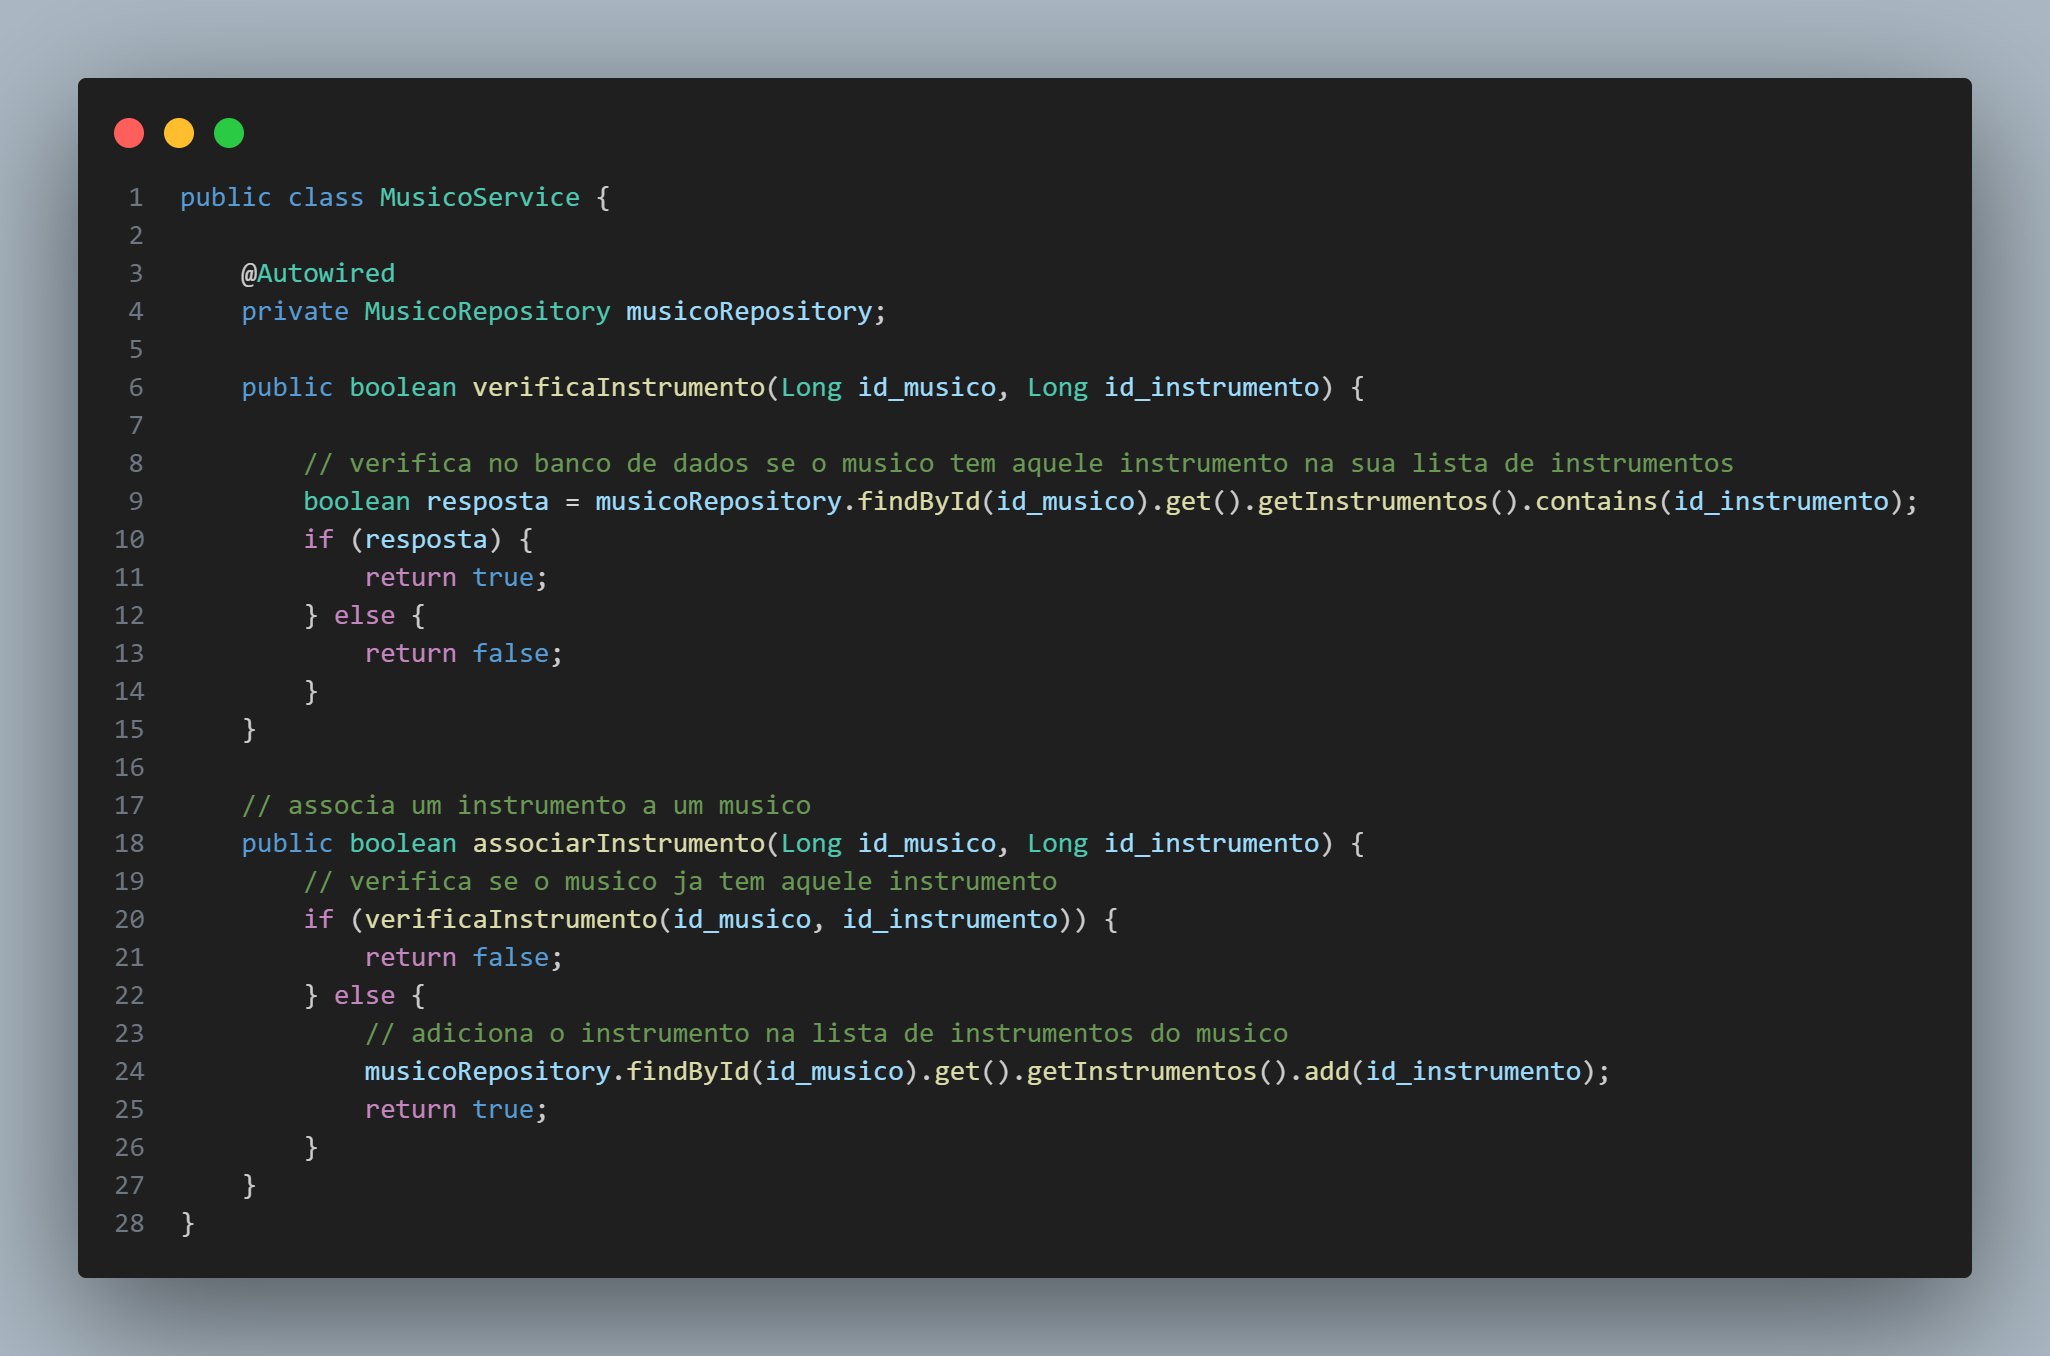 1 public class MusicoService {
2
3     @Autowired
4     private MusicoRepository musicoRepository;
5
6     public boolean verificaInstrumento(Long id_musico, Long id_instrumento) {
7
8         // verifica no banco de dados se o musico tem aquele instrumento na sua lista de instrumentos
9         boolean resposta = musicoRepository.findById(id_musico).get().getInstrumentos().contains(id_instrumento);
10         if (resposta) {
11             return true;
12         } else {
13             return false;
14         }
15     }
16
17     // associa um instrumento a um musico
18     public boolean associarInstrumento(Long id_musico, Long id_instrumento) {
19         // verifica se o musico ja tem aquele instrumento
20         if (verificaInstrumento(id_musico, id_instrumento)) {
21             return false;
22         } else {
23             // adiciona o instrumento na lista de instrumentos do musico
24             musicoRepository.findById(id_musico).get().getInstrumentos().add(id_instrumento);
25             return true;
26         }
27     }
28 }